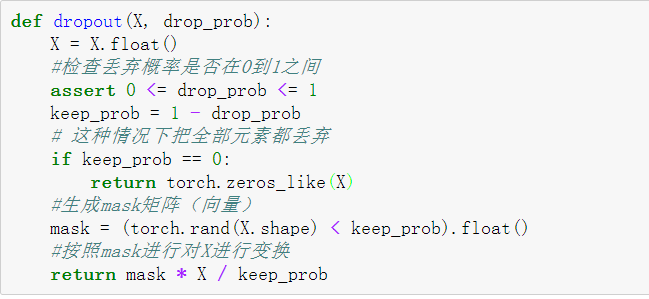 def dropout(X, drop_prob):
    X = X.float()
    #检查丢弃概率是否在0到1之间
    assert 0 <= drop_prob <= 1
    keep_prob = 1 - drop_prob
    # 这种情况下把全部元素都丢弃
    if keep_prob == 0:
        return torch.zeros_like(X)
    #生成mask矩阵（向量）
    mask = (torch.rand(X.shape) < keep_prob).float()
    #按照mask进行对X进行变换
    return mask * X / keep_prob